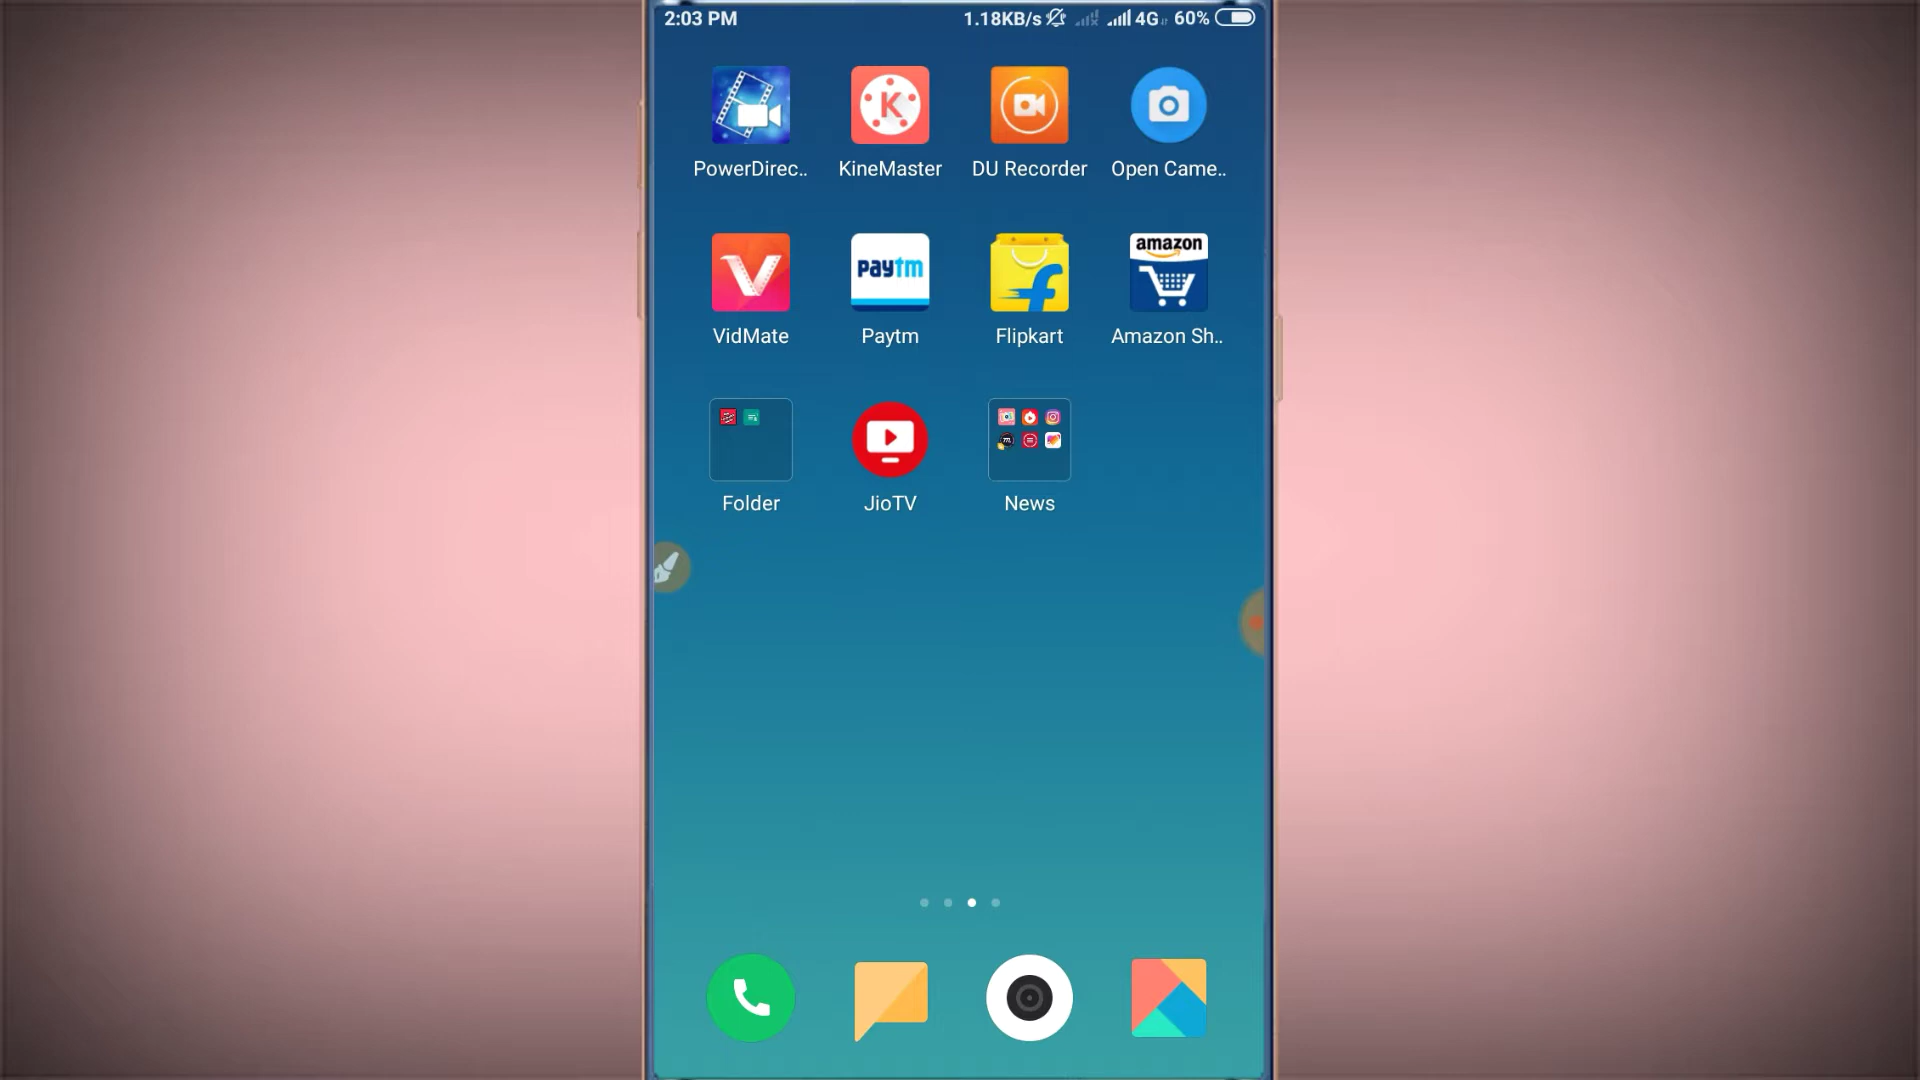 2:03 PM 1.18KB/s 4G 60%
PowerDirec.. KineMaster DU Recorder Open Came..
paytm amazon
VidMate Paytm Flipkart Amazon Sh..
Folder JioTV News